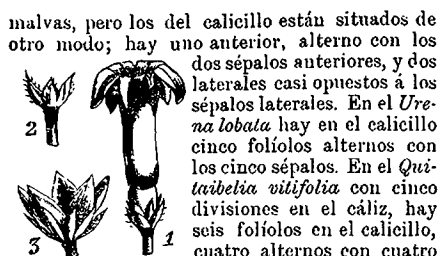 malvas, pero los del calicillo están situados de
otro modo; hay uno anterior, alterno con los
dos sépalos anteriores, y dos
laterales casi opuestos á los
sépalos laterales. En el Ure-
na lobata hay en el calicillo
cinco folíolos alternos con
los cinco sépalos. En el Qui-
taibelia vitifolia con cinco
divisiones en el cáliz, hay
seis folíolos en el calicillo,
cuatro alternos con cuatro
2
3
1